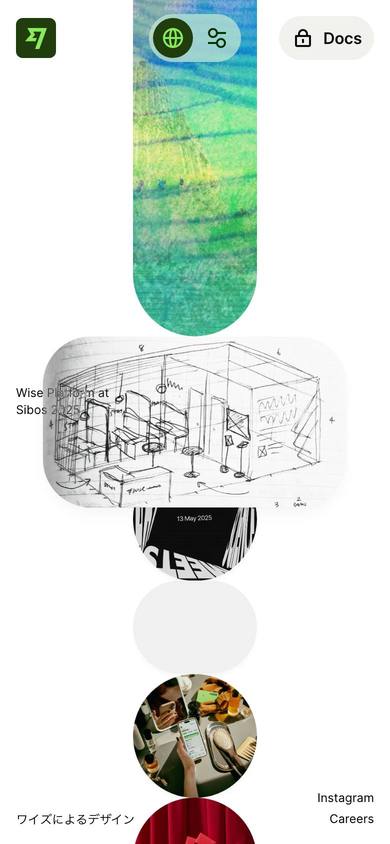 Docs
Wise Platform at
Sibos 2025
13 May 2025
Instagram
ワイズによるデザイン
Careers